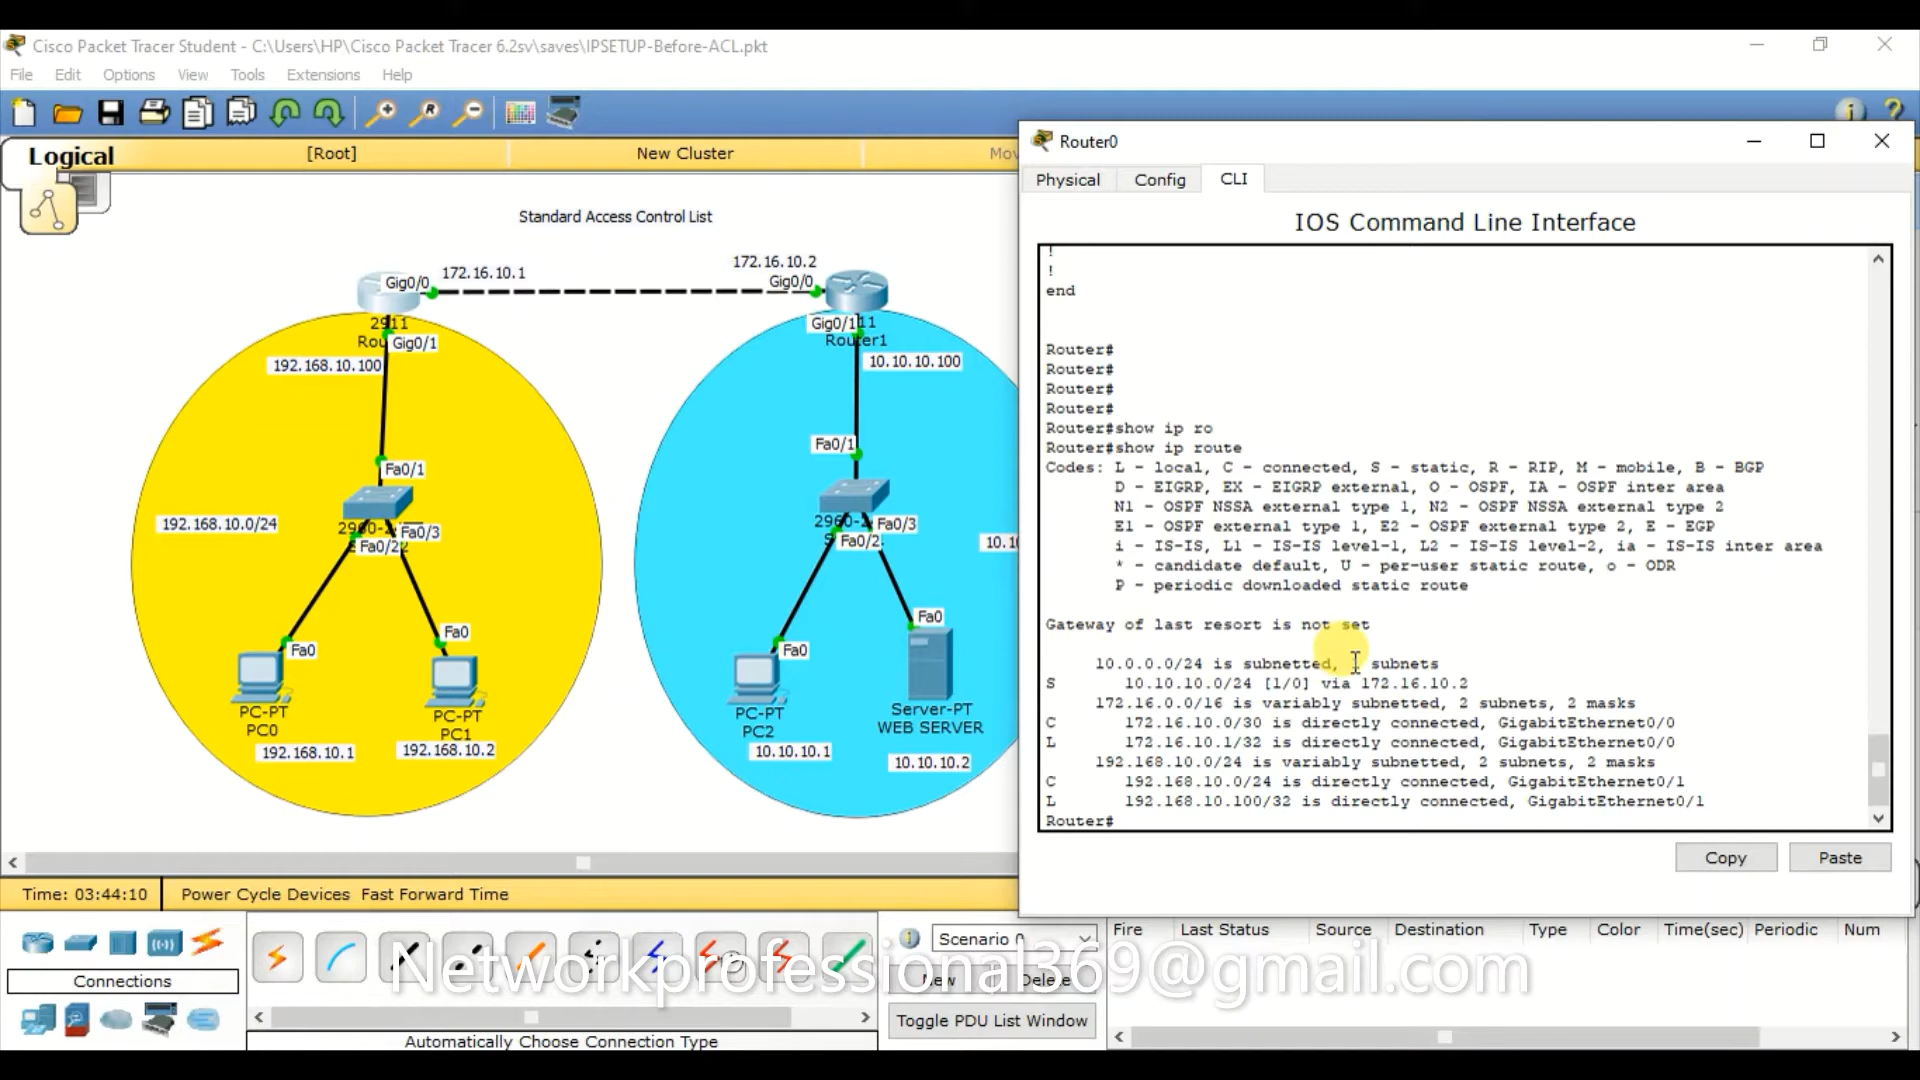 Cisco Packet Tracer Student - C:\Users\HP\Cisco Packet Tracer 6.2sv\saves\IPSETUP-Before-ACL.pkt
File Edit Options View Tools Extensions Help
Logical [Root] New Cluster
Standard Access Control List
172.16.10.1
172.16.10.2
Gig0/0
Gig0/0
2911
Gig0/1
Gig0/1
Router1
192.168.10.100
10.10.10.100
Fa0/1
Fa0/1
192.168.10.0/24
Fa0/3
Fa0/3
Fa0/2
Fa0/2
Fa0
Fa0
Fa0
Fa0
PC-PT
PC0
192.168.10.1
PC-PT
PC1
192.168.10.2
PC-PT
PC2
10.10.10.1
Server-PT
WEB SERVER
10.10.10.2
Router0
Physical Config CLI
IOS Command Line Interface
!
!
end
Router#
Router#
Router#
Router#
Router#show ip ro
Router#show ip route
Codes: L - local, C - connected, S - static, R - RIP, M - mobile, B - BGP
D - EIGRP, EX - EIGRP external, O - OSPF, IA - OSPF inter area
N1 - OSPF NSSA external type 1, N2 - OSPF NSSA external type 2
E1 - OSPF external type 1, E2 - OSPF external type 2, E - EGP
i - IS-IS, L1 - IS-IS level-1, L2 - IS-IS level-2, ia - IS-IS inter area
* - candidate default, U - per-user static route, o - ODR
P - periodic downloaded static route
Gateway of last resort is not set
10.0.0.0/24 is subnetted, 1 subnets
S 10.10.10.0/24 [1/0] via 172.16.10.2
172.16.0.0/16 is variably subnetted, 2 subnets, 2 masks
C 172.16.10.0/30 is directly connected, GigabitEthernet0/0
L 172.16.10.1/32 is directly connected, GigabitEthernet0/0
192.168.10.0/24 is variably subnetted, 2 subnets, 2 masks
C 192.168.10.0/24 is directly connected, GigabitEthernet0/1
L 192.168.10.100/32 is directly connected, GigabitEthernet0/1
Router#
Copy Paste
Time: 03:44:10 Power Cycle Devices Fast Forward Time
Connections
Automatically Choose Connection Type
Scenario 0
New Delete
Toggle PDU List Window
Fire Last Status Source Destination Type Color Time(sec) Periodic Num
Networkprofessional369@gmail.com